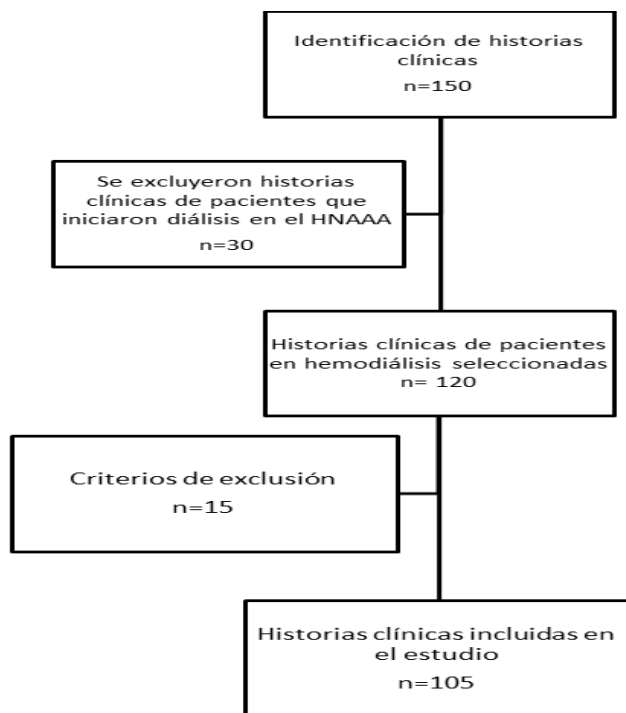 Identificación de historias
clínicas
n=150
Se excluyeron historias
clínicas de pacientes que
iniciaron diálisis en el HNAAA
n=30
Historias clínicas de pacientes
en hemodiálisis seleccionadas
n= 120
Criterios de exclusión
n=15
Historias clínicas incluidas en
el estudio
n=105